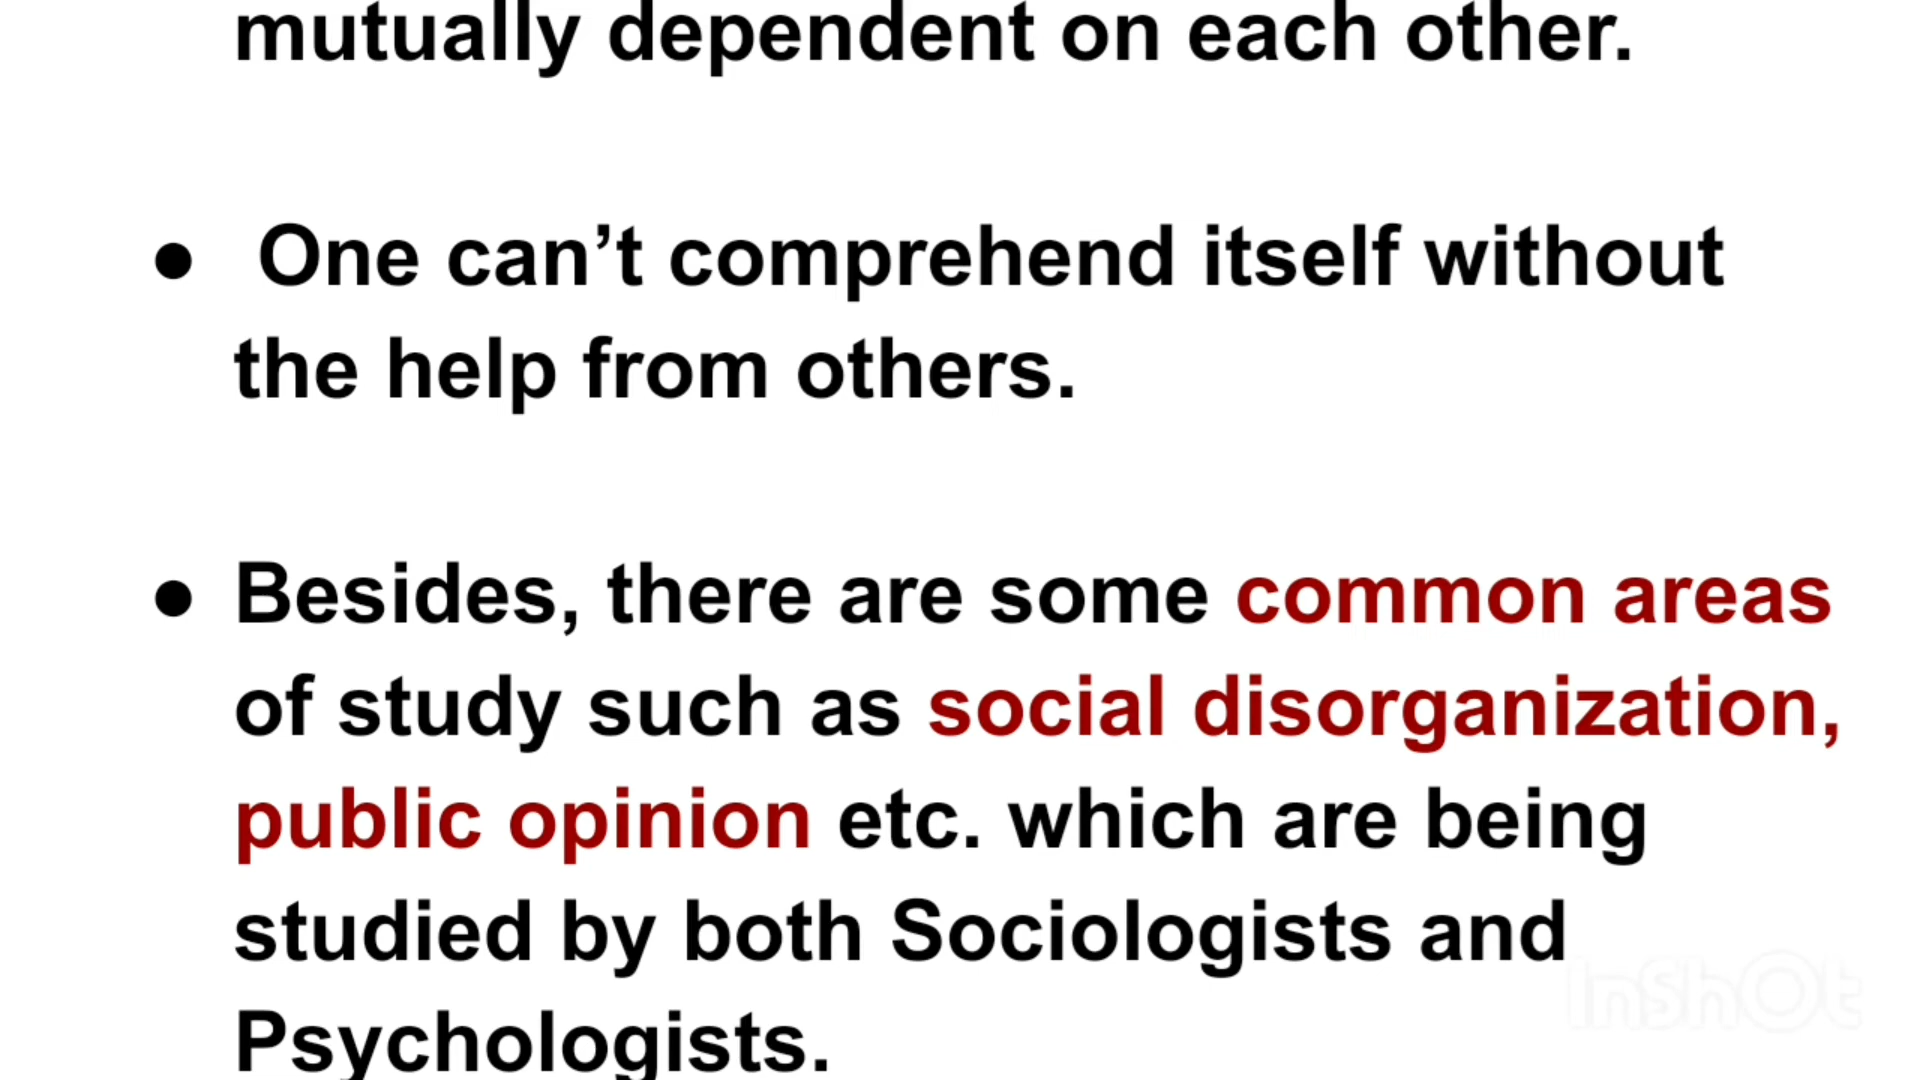 mutually dependent on each other.
● One can’t comprehend itself without
the help from others.
● Besides, there are some common areas
of study such as social disorganization,
public opinion etc. which are being
studied by both Sociologists and
Psychologists.
InShOt